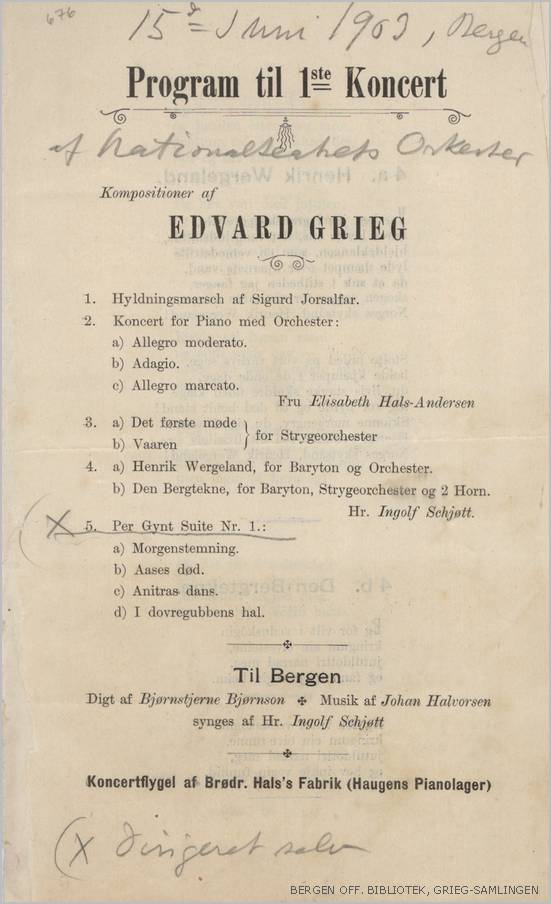 676
15de Juni 1903, Bergen
Program til 1ste Koncert
af Nationalteatrets Orkester
Kompositioner af
EDVARD GRIEG
1. Hyldningsmarsch af Sigurd Jorsalfar.
2. Koncert for Piano med Orchester:
a) Allegro moderato.
b) Adagio.
c) Allegro marcato.
Fru Elisabeth Hals-Andersen
3. a) Det første møde
b) Vaaren
for Strygeorchester
4. a) Henrik Wergeland, for Baryton og Orchester.
b) Den Bergtekne, for Baryton, Strygeorchester og 2 Horn.
Hr. Ingolf Schjøtt.
(X 5. Per Gynt Suite Nr. 1.:
a) Morgenstemning.
b) Aases død.
c) Anitras dans.
d) I dovregubbens hal.
Til Bergen
Digt af Bjørnstjerne Bjørnson ✠ Musik af Johan Halvorsen
synges af Hr. Ingolf Schjøtt
Koncertflygel af Brødr. Hals's Fabrik (Haugens Pianolager)
(X Dirigeret selv
BERGEN OFF. BIBLIOTEK, GRIEG-SAMLINGEN